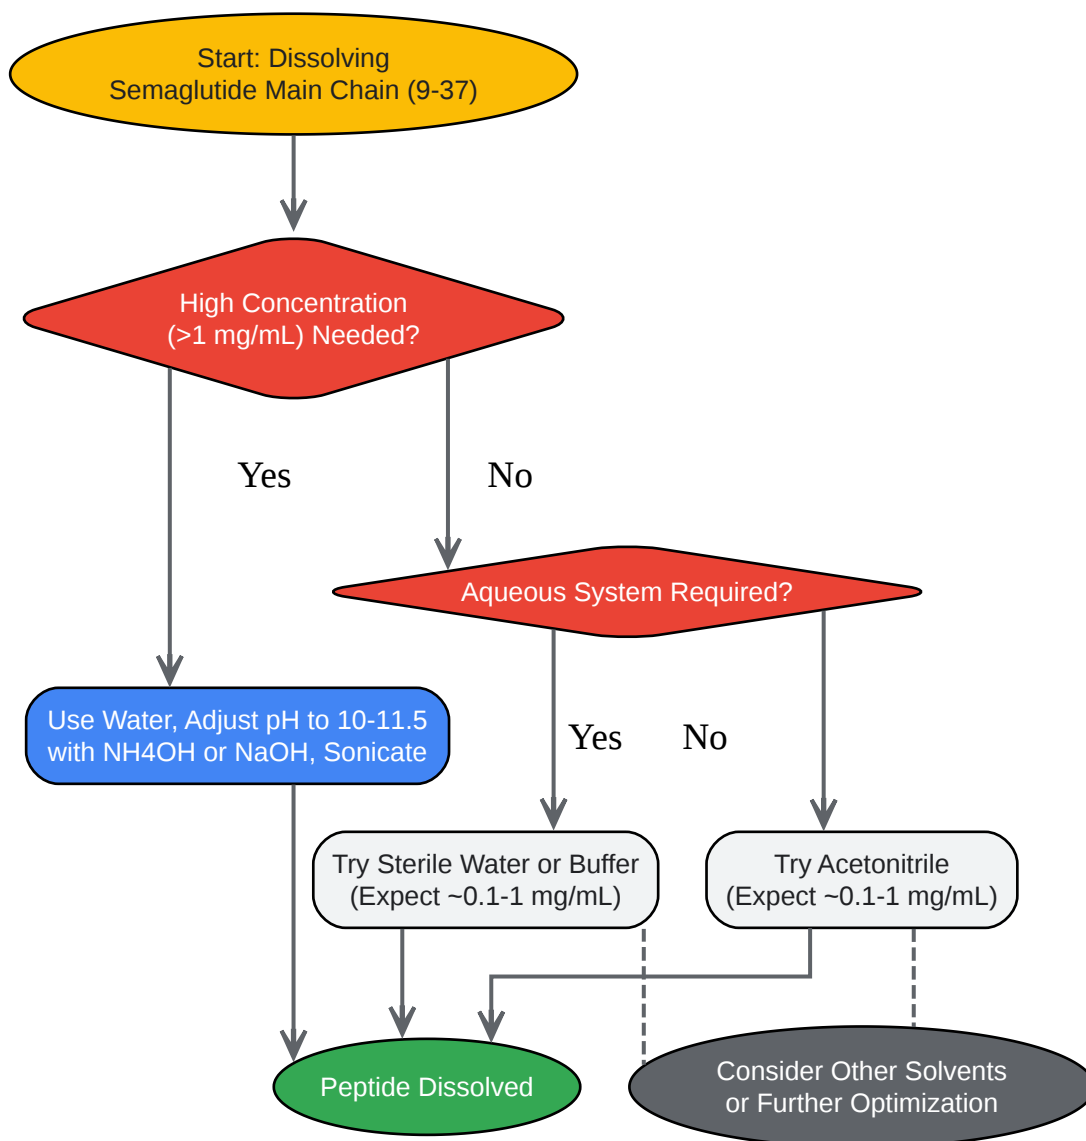 Start: Dissolving
Semaglutide Main Chain (9-37)
High Concentration
(>1 mg/mL) Needed?
Yes
No
Aqueous System Required?
Use Water, Adjust pH to 10-11.5
with NH4OH or NaOH, Sonicate
Yes
No
Try Sterile Water or Buffer
(Expect ~0.1-1 mg/mL)
Try Acetonitrile
(Expect ~0.1-1 mg/mL)
Peptide Dissolved
Consider Other Solvents
or Further Optimization